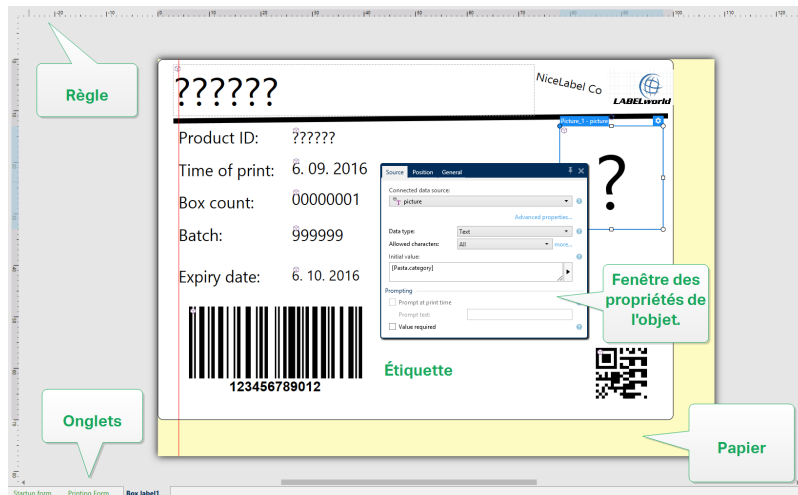 Règle
??????
NiceLabel Co
LABELworld
Picture_1 - picture
Product ID: ??????
?
Time of print: 6. 09. 2016
Box count: 00000001
Batch: 999999
Expiry date: 6. 10. 2016
Source Position General
Connected data source:
picture
Advanced properties...
Data type: Text
Allowed characters: All more...
Initial value:
[Pasta.category]
Prompting
Prompt at print time
Prompt text:
Value required
Fenêtre des
propriétés de
l'objet.
Étiquette
123456789012
Onglets
Papier
Startup form Printing Form Box label1